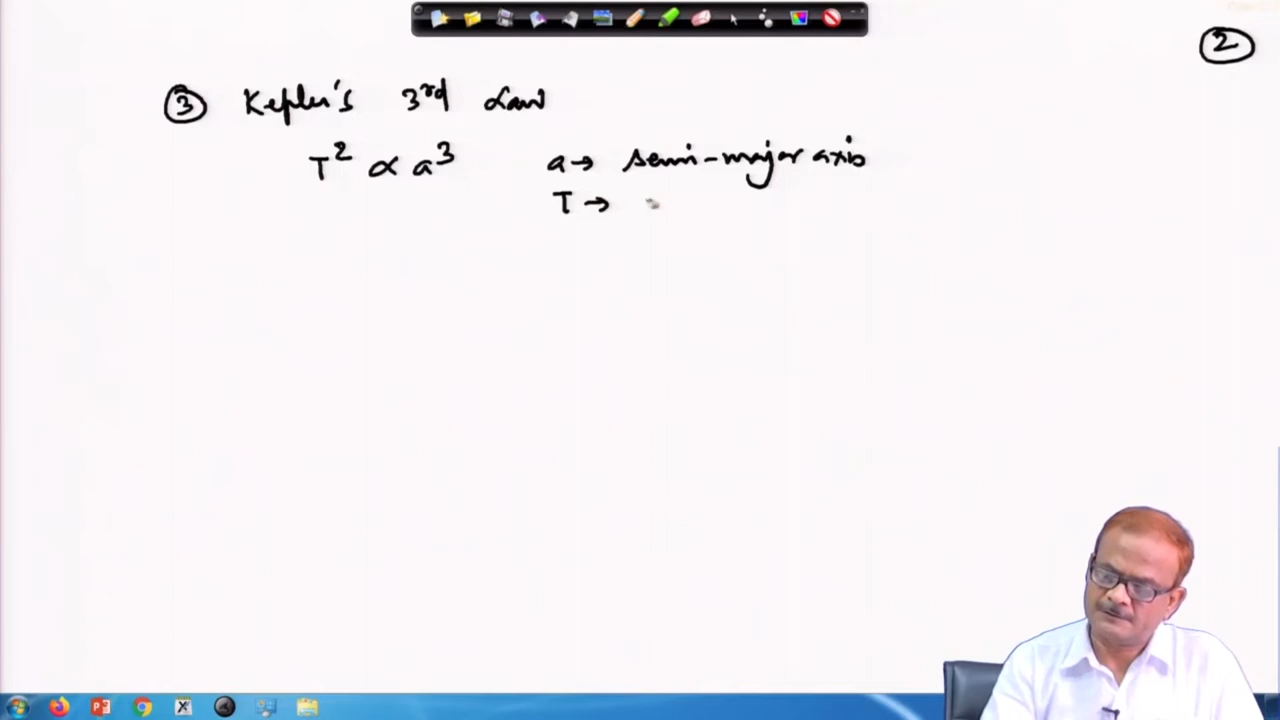 ②
③ Kepler's 3rd Law
T² ∝ a³ a → semi-major axis
T →